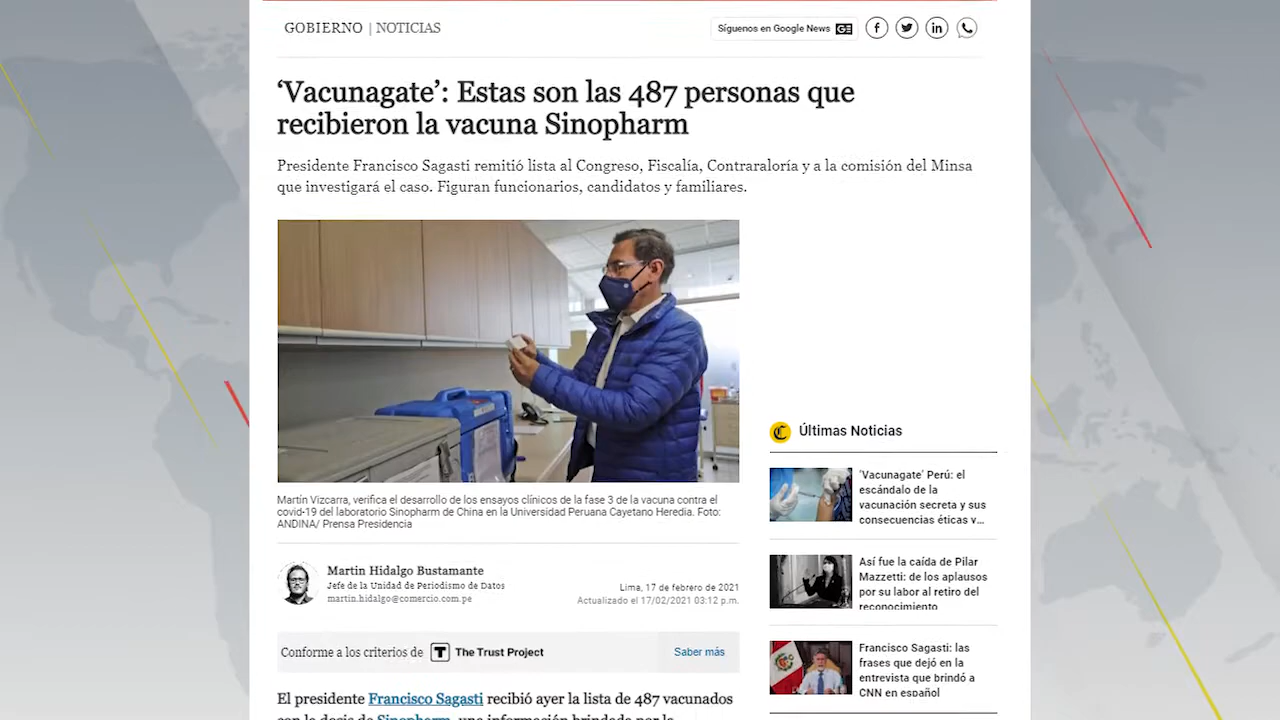 GOBIERNO | NOTICIAS
Síguenos en Google News
‘Vacunagate’: Estas son las 487 personas que
recibieron la vacuna Sinopharm
Presidente Francisco Sagasti remitió lista al Congreso, Fiscalía, Contraraloría y a la comisión del Minsa
que investigará el caso. Figuran funcionarios, candidatos y familiares.
Martín Vizcarra, verifica el desarrollo de los ensayos clínicos de la fase 3 de la vacuna contra el
covid-19 del laboratorio Sinopharm de China en la Universidad Peruana Cayetano Heredia. Foto:
ANDINA/ Prensa Presidencia
Martin Hidalgo Bustamante
Jefe de la Unidad de Periodismo de Datos
martin.hidalgo@comercio.com.pe
Lima, 17 de febrero de 2021
Actualizado el 17/02/2021 03:12 p.m.
Conforme a los criterios de T The Trust Project
Saber más
El presidente Francisco Sagasti recibió ayer la lista de 487 vacunados
con la dosis de Sinopharm, una información brindada por la
Últimas Noticias
‘Vacunagate’ Perú: el
escándalo de la
vacunación secreta y sus
consecuencias éticas v...
Así fue la caída de Pilar
Mazzetti: de los aplausos
por su labor al retiro del
reconocimiento
Francisco Sagasti: las
frases que dejó en la
entrevista que brindó a
CNN en español